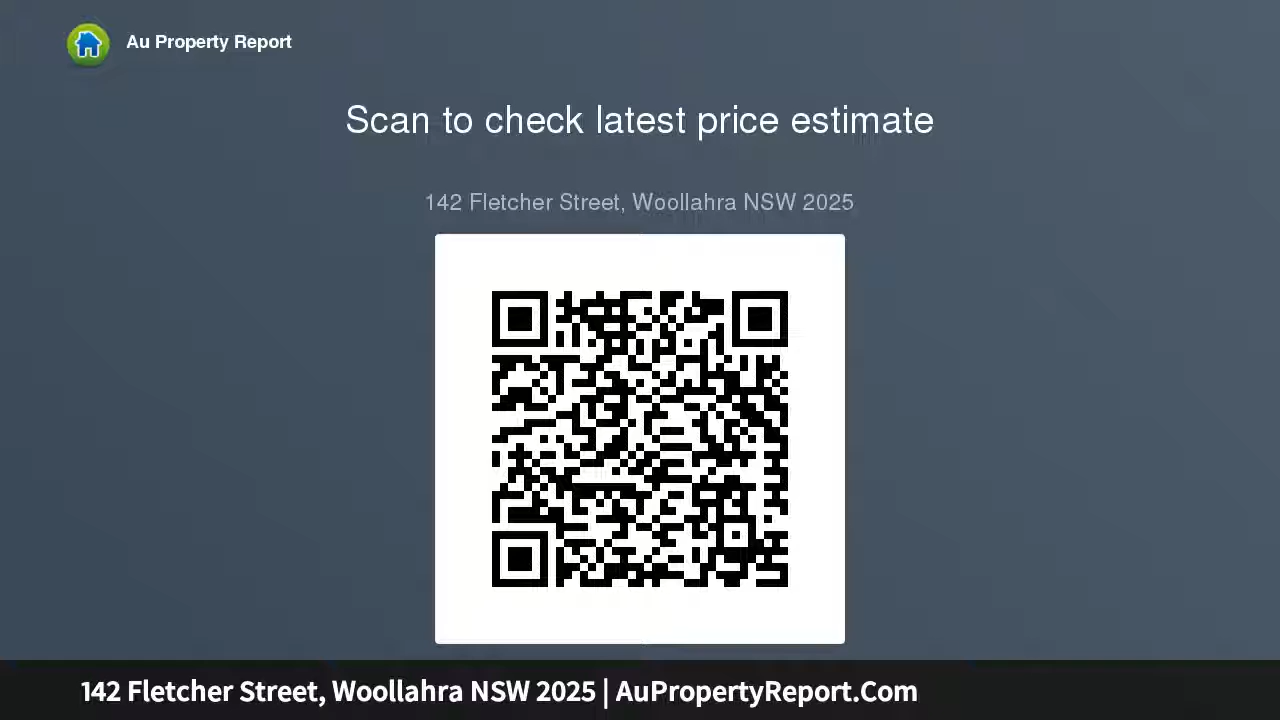 Au Property Report
Scan to check latest price estimate
142 Fletcher Street, Woollahra NSW 2025
142 Fletcher Street, Woollahra NSW 2025 | AuPropertyReport.Com